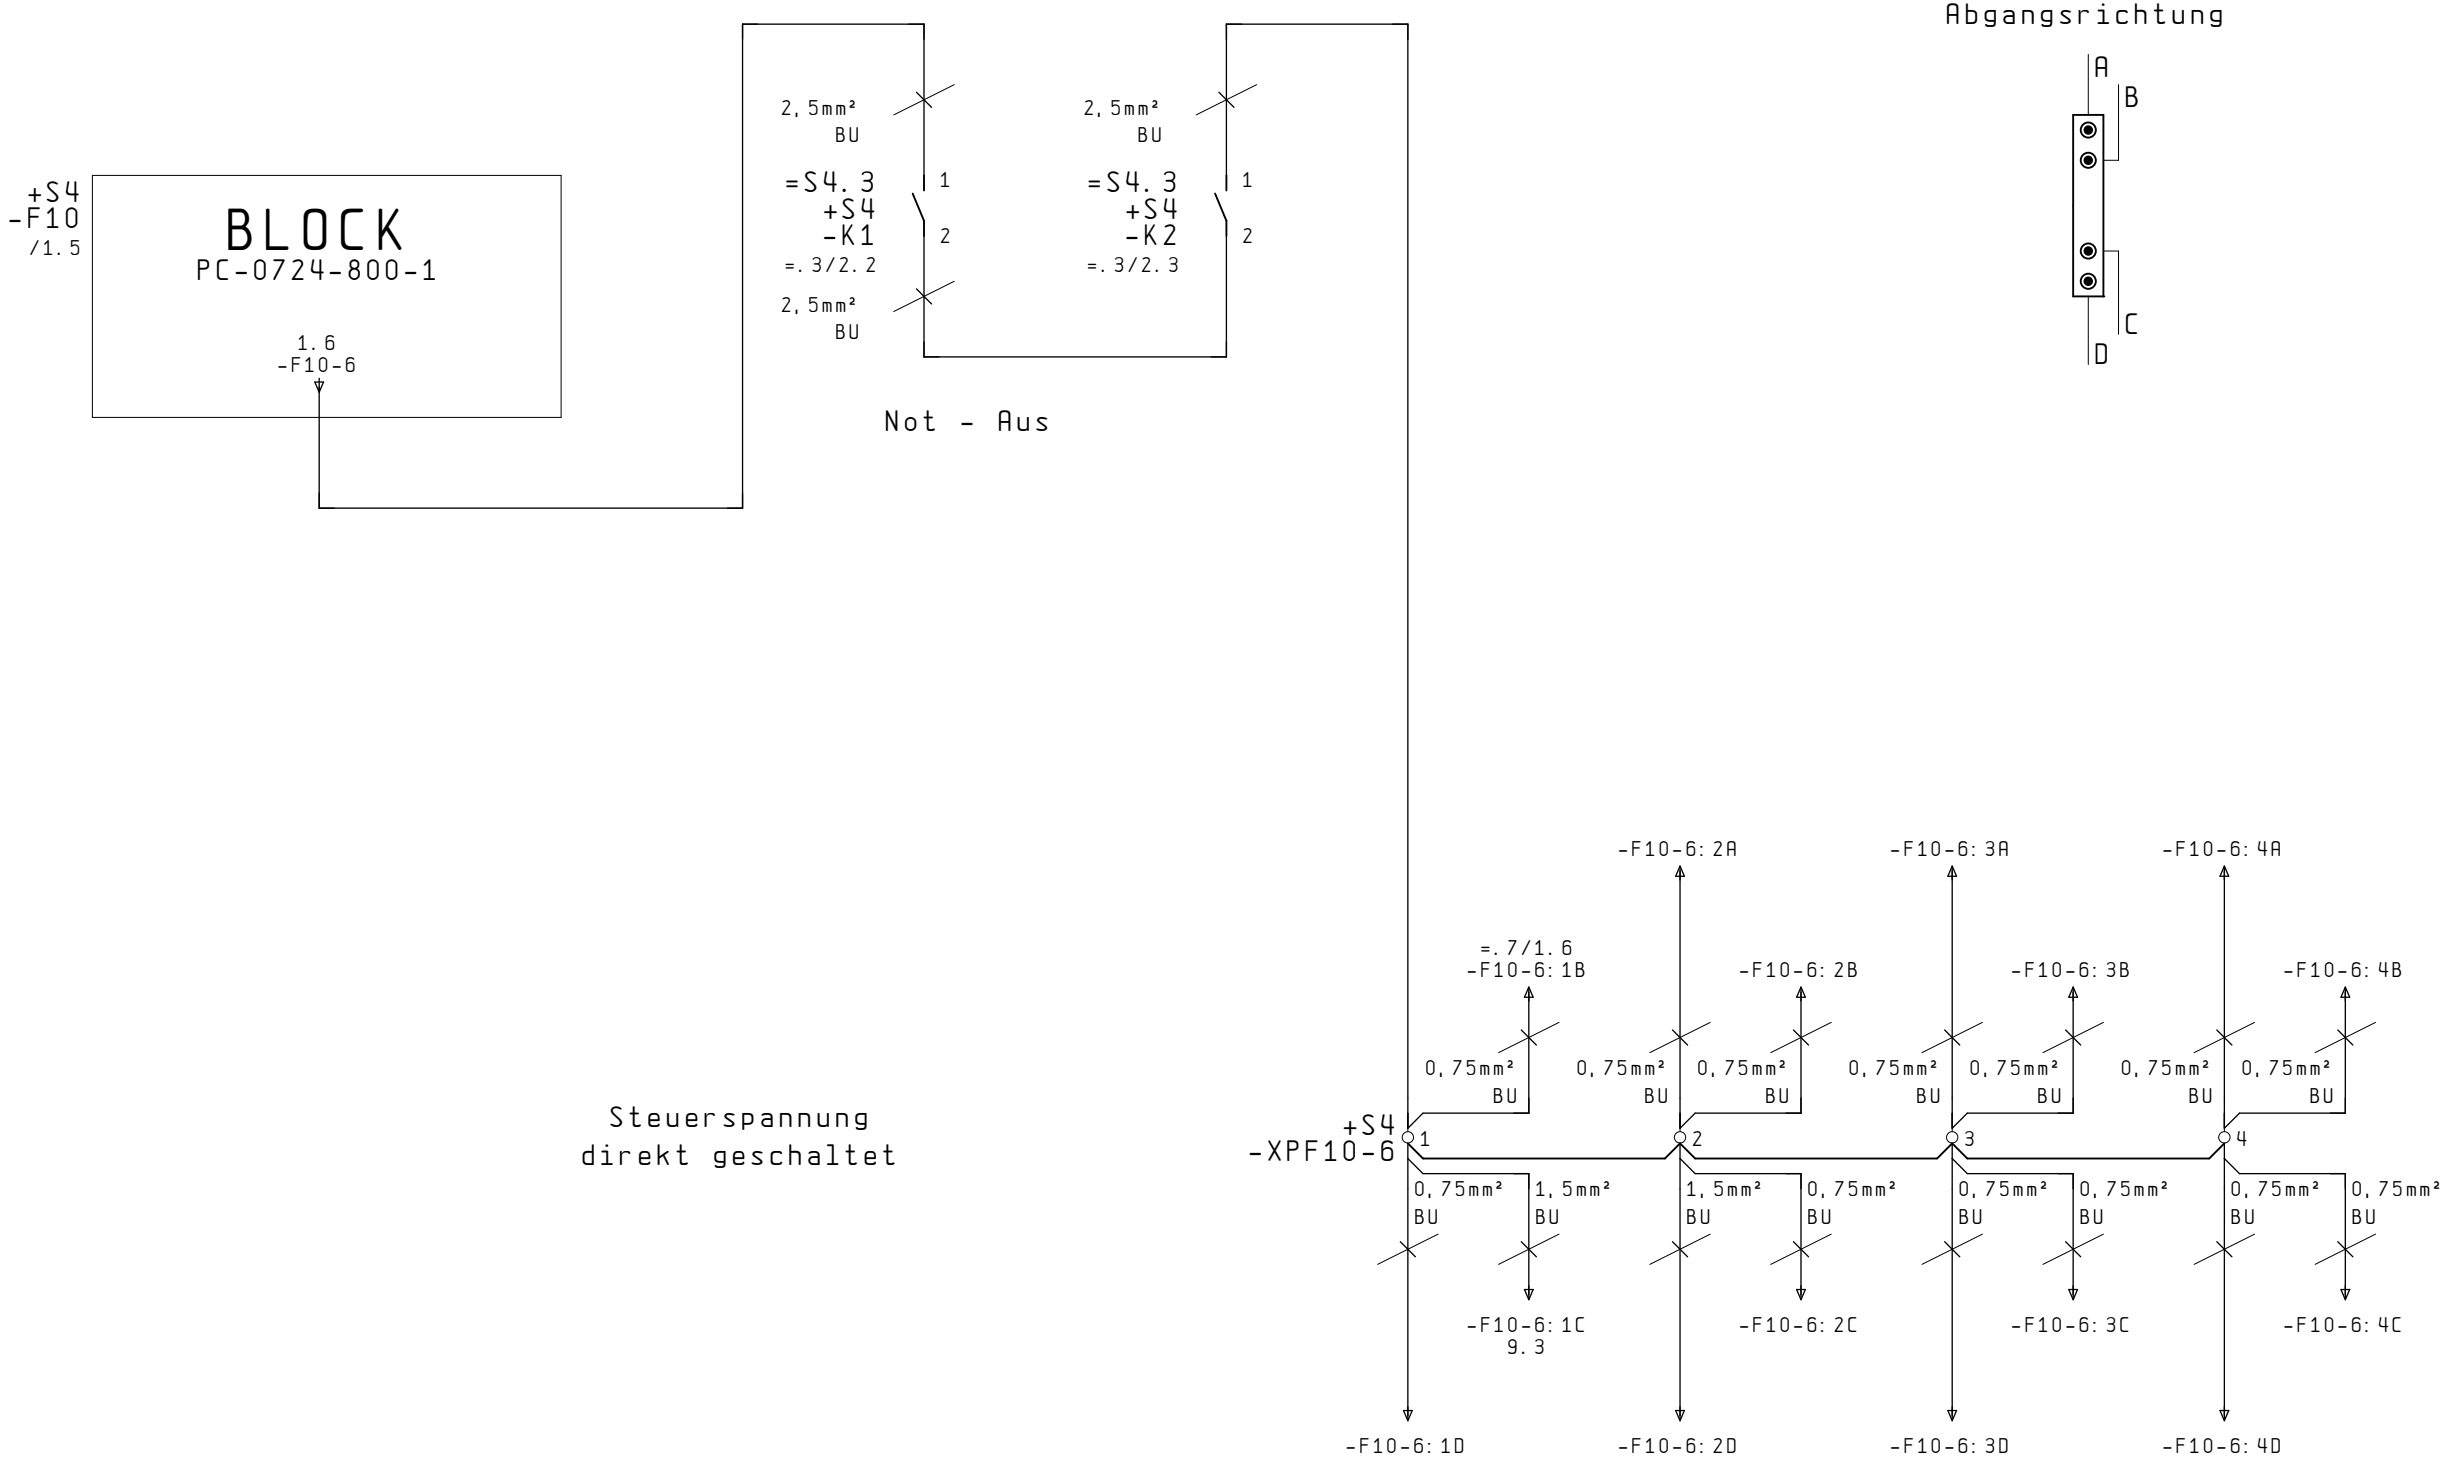 Abgangsrichtung
A
B
C
D
+S4
-F10
/1.5
BLOCK
PC-0724-800-1
1.6
-F10-6
2,5mm²
BU
=S4.3
+S4
-K1
=.3/2.2
1
2
2,5mm²
BU
2,5mm²
BU
=S4.3
+S4
-K2
=.3/2.3
1
2
Not - Aus
Steuerspannung
direkt geschaltet
-F10-6:2A
-F10-6:3A
-F10-6:4A
=.7/1.6
-F10-6:1B
-F10-6:2B
-F10-6:3B
-F10-6:4B
0,75mm²
BU
0,75mm²
BU
0,75mm²
BU
0,75mm²
BU
0,75mm²
BU
0,75mm²
BU
0,75mm²
BU
+S4
-XPF10-6
1
2
3
4
0,75mm²
BU
1,5mm²
BU
1,5mm²
BU
0,75mm²
BU
0,75mm²
BU
0,75mm²
BU
0,75mm²
BU
0,75mm²
BU
-F10-6:1C
9.3
-F10-6:2C
-F10-6:3C
-F10-6:4C
-F10-6:1D
-F10-6:2D
-F10-6:3D
-F10-6:4D